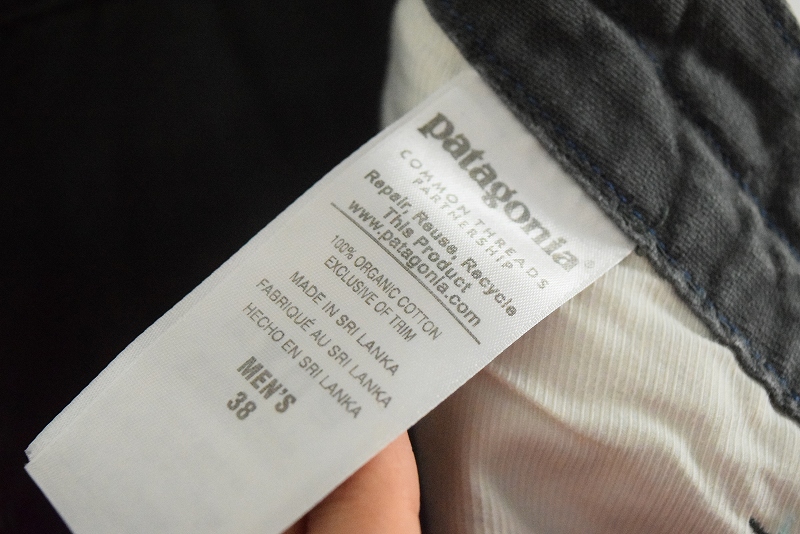 patagonia®
COMMON THREADS
PARTNERSHIP
Repair, Reuse, Recycle
This Product
www.patagonia.com
100% ORGANIC COTTON
EXCLUSIVE OF TRIM
MADE IN SRI LANKA
FABRIQUÉ AU SRI LANKA
HECHO EN SRI LANKA
MEN'S
38